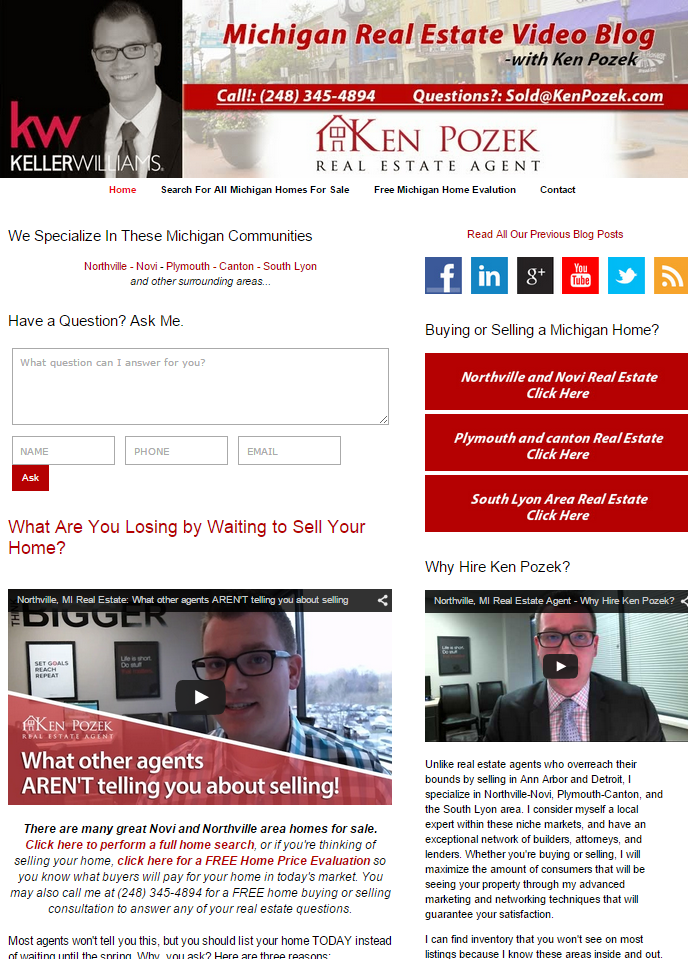 Michigan Real Estate Video Blog
-with Ken Pozek
Call!: (248) 345-4894 Questions?: Sold@KenPozek.com
kw
KELLERWILLIAMS.
KEN POZEK
REAL ESTATE AGENT
Home Search For All Michigan Homes For Sale Free Michigan Home Evalution Contact
We Specialize In These Michigan Communities
Northville - Novi - Plymouth - Canton - South Lyon
and other surrounding areas...
Have a Question? Ask Me.
What question can I answer for you?
NAME PHONE EMAIL
Ask
What Are You Losing by Waiting to Sell Your
Home?
Northville, MI Real Estate: What other agents AREN'T telling you about selling
THINK
BIGGER
SET GOALS
REACH
REPEAT
Life is short.
Do stuff
KEN POZEK
REAL ESTATE AGENT
What other agents
AREN'T telling you about selling!
There are many great Novi and Northville area homes for sale.
Click here to perform a full home search, or if you're thinking of
selling your home, click here for a FREE Home Price Evaluation so
you know what buyers will pay for your home in today's market. You
may also call me at (248) 345-4894 for a FREE home buying or selling
consultation to answer any of your real estate questions.
Most agents won't tell you this, but you should list your home TODAY instead
of waiting until the spring. Why, you ask? Here are three reasons:
Read All Our Previous Blog Posts
f in g+ You Tube
Buying or Selling a Michigan Home?
Northville and Novi Real Estate
Click Here
Plymouth and canton Real Estate
Click Here
South Lyon Area Real Estate
Click Here
Why Hire Ken Pozek?
Northville, MI Real Estate Agent - Why Hire Ken Pozek?
Life is short.
Do stuff
Unlike real estate agents who overreach their
bounds by selling in Ann Arbor and Detroit, I
specialize in Northville-Novi, Plymouth-Canton, and
the South Lyon area. I consider myself a local
expert within these niche markets, and have an
exceptional network of builders, attorneys, and
lenders. Whether you're buying or selling, I will
maximize the amount of consumers that will be
seeing your property through my advanced
marketing and networking techniques that will
guarantee your satisfaction.
I can find inventory that you won't see on most
listings because I know these areas inside and out.